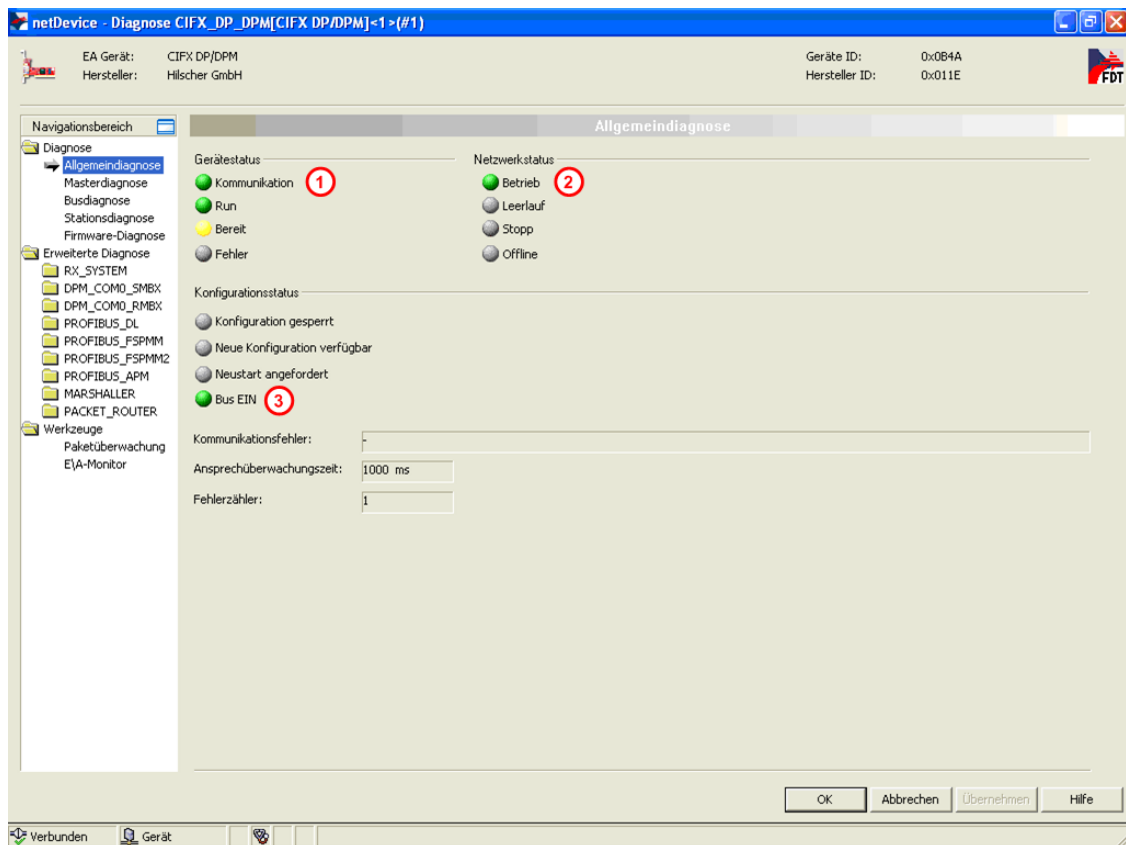 netDevice - Diagnose CIFX_DP_DPM[CIFX DP/DPM]<1>(#1)
EA Gerät: CIFX DP/DPM Geräte ID: 0x0B4A
Hersteller: Hilscher GmbH Hersteller ID: 0x011E
FDT
Navigationsbereich
Allgemeindiagnose
Diagnose
Allgemeindiagnose
Masterdiagnose
Busdiagnose
Stationsdiagnose
Firmware-Diagnose
Erweiterte Diagnose
RX_SYSTEM
DPM_COM0_SMBX
DPM_COM0_RMBX
PROFIBUS_DL
PROFIBUS_FSPMM
PROFIBUS_FSPMM2
PROFIBUS_APM
MARSHALLER
PACKET_ROUTER
Werkzeuge
Paketüberwachung
E\A-Monitor
Gerätestatus
Kommunikation 1
Run
Bereit
Fehler
Netzwerkstatus
Betrieb 2
Leerlauf
Stopp
Offline
Konfigurationsstatus
Konfiguration gesperrt
Neue Konfiguration verfügbar
Neustart angefordert
Bus EIN 3
Kommunikationsfehler: -
Ansprechüberwachungszeit: 1000 ms
Fehlerzähler: 1
OK Abbrechen Übernehmen Hilfe
Verbunden Gerät